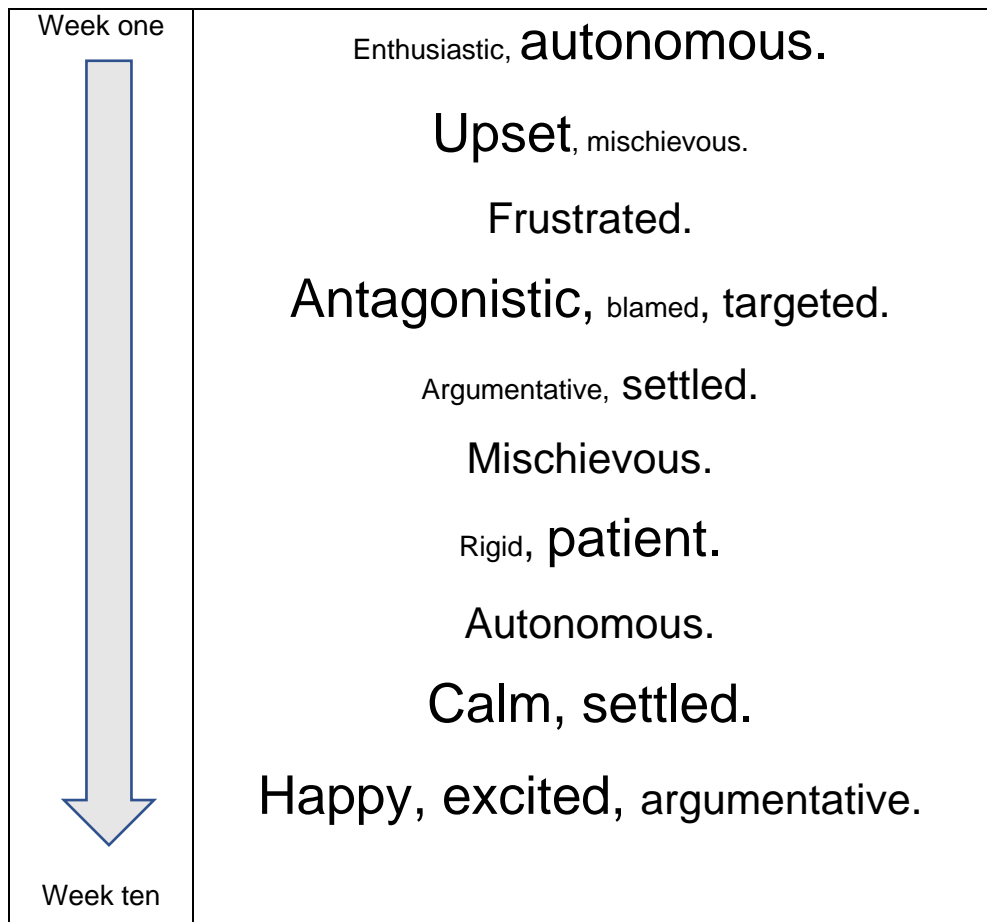 Week one
Enthusiastic, autonomous.
Upset, mischievous.
Frustrated.
Antagonistic, blamed, targeted.
Argumentative, settled.
Mischievous.
Rigid, patient.
Autonomous.
Calm, settled.
Happy, excited, argumentative.
Week ten